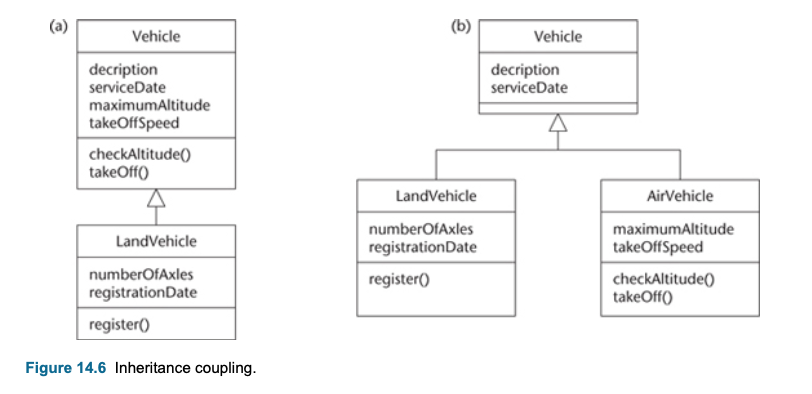 (a)
Vehicle
decription
serviceDate
maximumAltitude
takeOffSpeed
checkAltitude()
takeOff()
LandVehicle
numberOfAxles
registrationDate
register()
(b)
Vehicle
decription
serviceDate
LandVehicle
numberOfAxles
registrationDate
register()
AirVehicle
maximumAltitude
takeOffSpeed
checkAltitude()
takeOff()
Figure 14.6 Inheritance coupling.